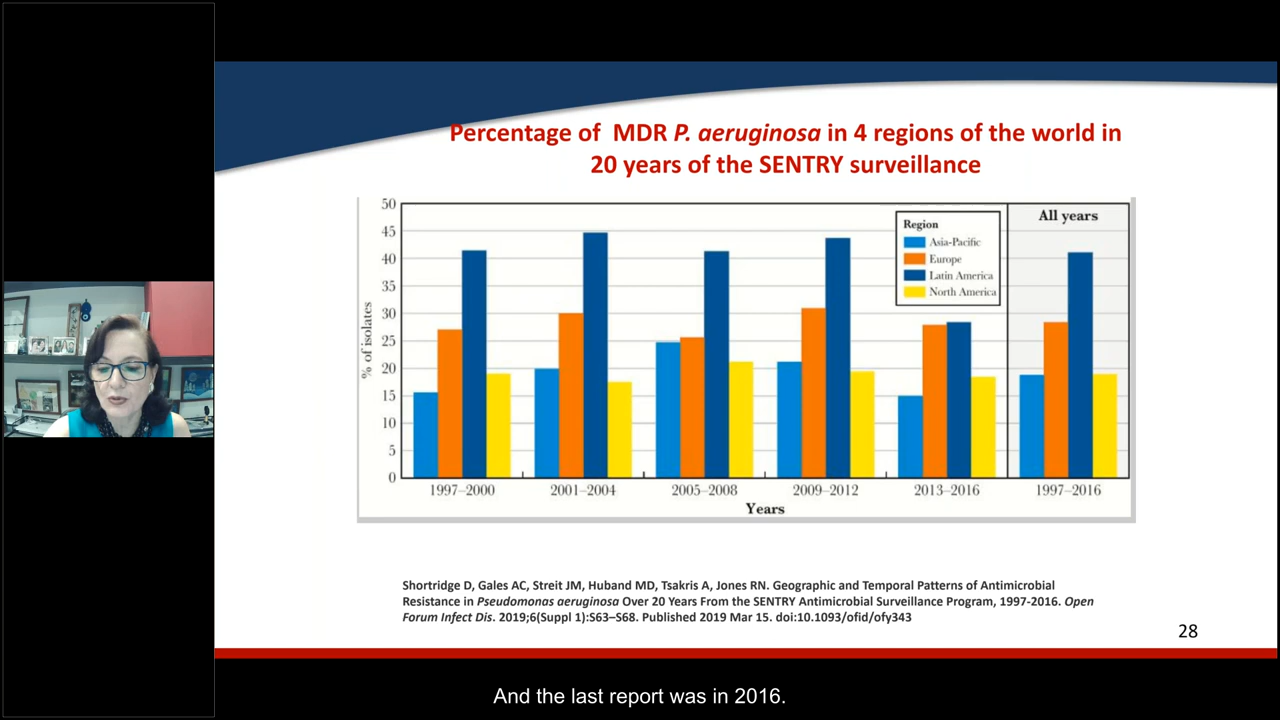 Percentage of MDR P. aeruginosa in 4 regions of the world in
20 years of the SENTRY surveillance
50
45
40
35
30
25
20
15
10
5
0
% of isolates
Region
Asia-Pacific
Europe
Latin America
North America
All years
1997–2000
2001–2004
2005–2008
2009–2012
2013–2016
1997–2016
Years
Shortridge D, Gales AC, Streit JM, Huband MD, Tsakris A, Jones RN. Geographic and Temporal Patterns of Antimicrobial
Resistance in Pseudomonas aeruginosa Over 20 Years From the SENTRY Antimicrobial Surveillance Program, 1997-2016. Open
Forum Infect Dis. 2019;6(Suppl 1):S63–S68. Published 2019 Mar 15. doi:10.1093/ofid/ofy343
28
And the last report was in 2016.